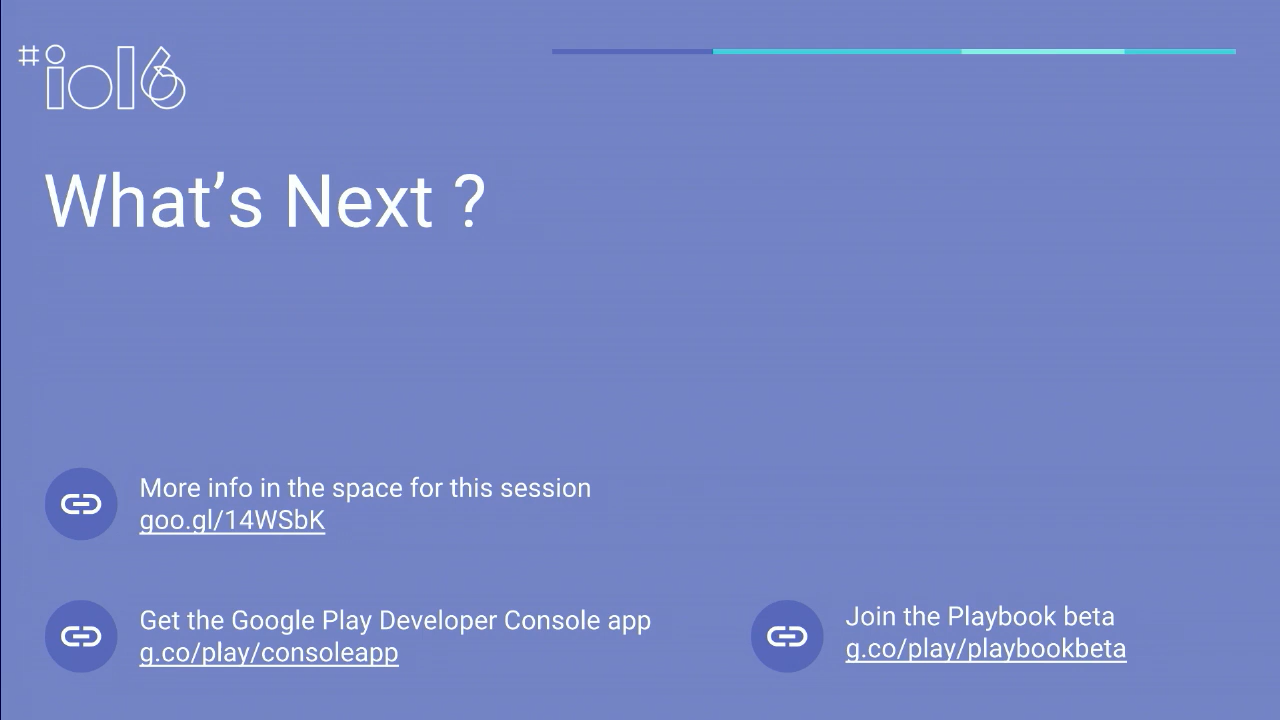 #io16
What's Next ?
More info in the space for this session
goo.gl/14WSbK
Get the Google Play Developer Console app
g.co/play/consoleapp
Join the Playbook beta
g.co/play/playbookbeta